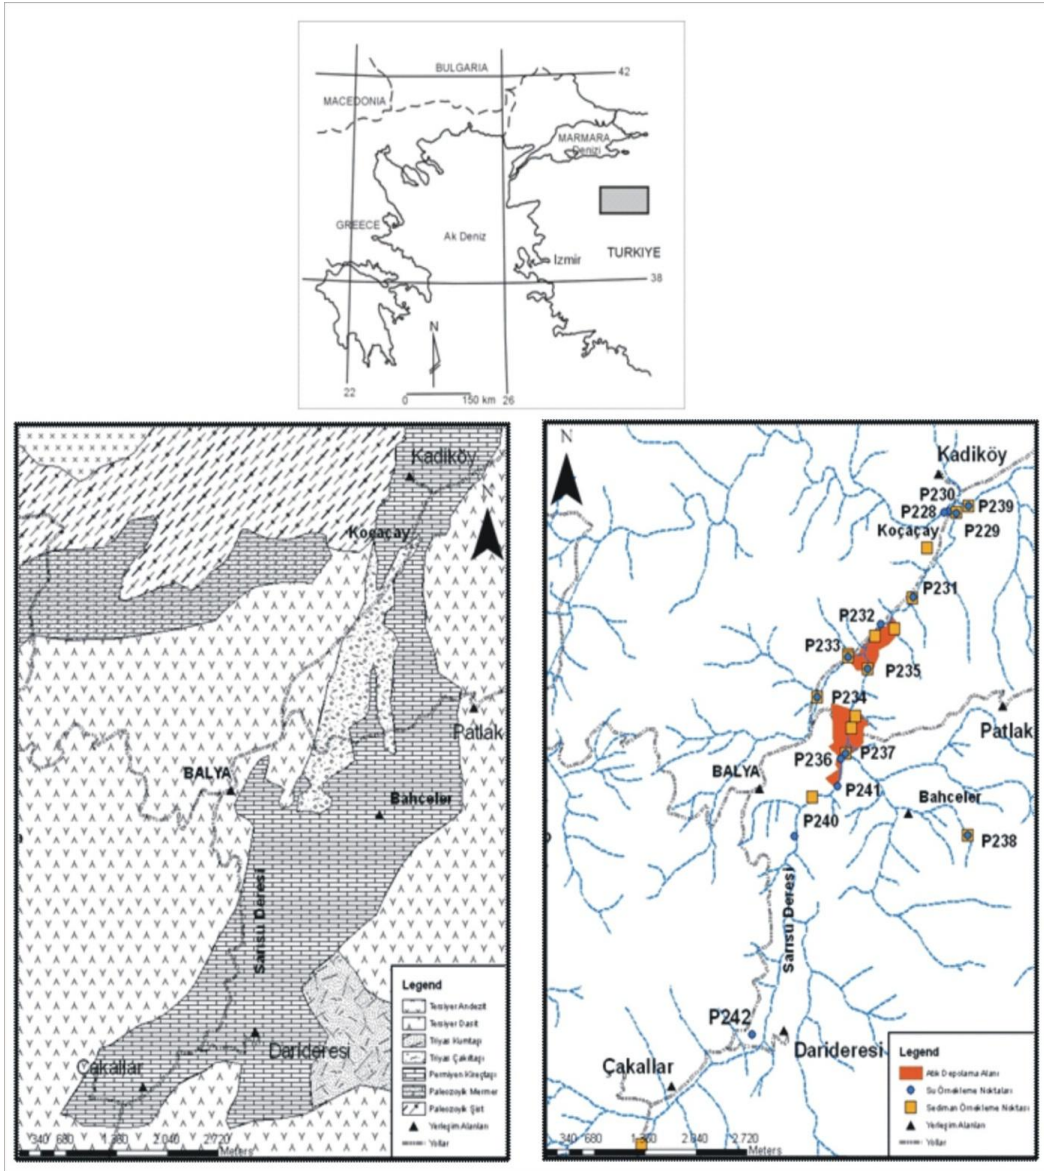 BULGARIA
42
MACEDONIA
MARMARA
Denizi
GREECE
Ak Deniz
TURKIYE
Izmir
38
N
22
0 150 km 26
Kadiköy
N
Koçaçay
Patlak
BALYA
Bahçeler
Sarısu Deresi
Darideresi
Çakallar
Legend
Tersiyer Andezit
Tersiyer Dasit
Triyas Kumtaşı
Triyas Çakıltaşı
Permiyen Kireçtaşı
Paleozoyik Mermer
Paleozoyik Şist
Yerleşim Alanları
Yollar
340 680 1.360 2.040 2.720
Meters
N
Kadiköy
P230
P239
P228
P229
Koçaçay
P231
P232
P233
P235
P234
Patlak
P237
P236
BALYA
P241
Bahçeler
P240
P238
Sarısu Deresi
P242
Çakallar
Darideresi
Legend
Atık Depolama Alanı
Su Örnekleme Noktaları
Sediman Örnekleme Noktası
Yerleşim Alanları
Yollar
340 680 1.360 2.040 2.720
Meters